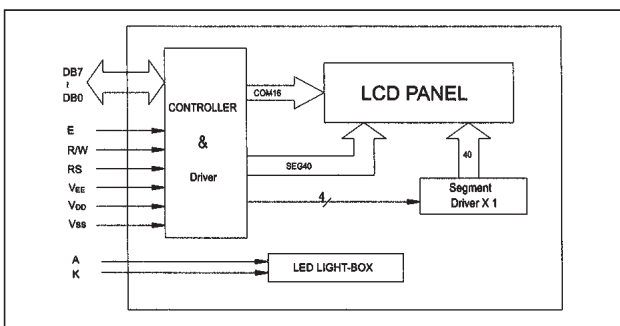 DB7
~
DB0
E
R/W
RS
VEE
VDD
VSS
A
K
CONTROLLER
&
Driver
COM16
SEG40
4
LCD PANEL
40
Segment
Driver X 1
LED LIGHT-BOX